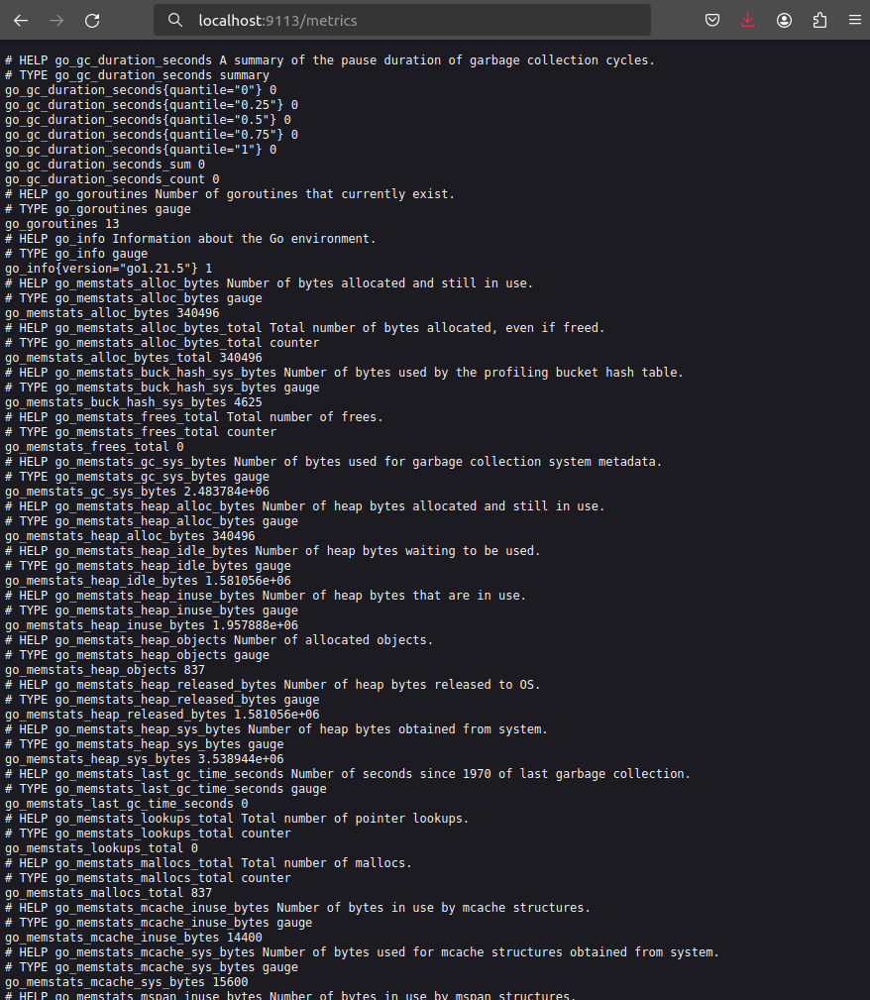 localhost:9113/metrics
# HELP go_gc_duration_seconds A summary of the pause duration of garbage collection cycles.
# TYPE go_gc_duration_seconds summary
go_gc_duration_seconds{quantile="0"} 0
go_gc_duration_seconds{quantile="0.25"} 0
go_gc_duration_seconds{quantile="0.5"} 0
go_gc_duration_seconds{quantile="0.75"} 0
go_gc_duration_seconds{quantile="1"} 0
go_gc_duration_seconds_sum 0
go_gc_duration_seconds_count 0
# HELP go_goroutines Number of goroutines that currently exist.
# TYPE go_goroutines gauge
go_goroutines 13
# HELP go_info Information about the Go environment.
# TYPE go_info gauge
go_info{version="go1.21.5"} 1
# HELP go_memstats_alloc_bytes Number of bytes allocated and still in use.
# TYPE go_memstats_alloc_bytes gauge
go_memstats_alloc_bytes 340496
# HELP go_memstats_alloc_bytes_total Total number of bytes allocated, even if freed.
# TYPE go_memstats_alloc_bytes_total counter
go_memstats_alloc_bytes_total 340496
# HELP go_memstats_buck_hash_sys_bytes Number of bytes used by the profiling bucket hash table.
# TYPE go_memstats_buck_hash_sys_bytes gauge
go_memstats_buck_hash_sys_bytes 4625
# HELP go_memstats_frees_total Total number of frees.
# TYPE go_memstats_frees_total counter
go_memstats_frees_total 0
# HELP go_memstats_gc_sys_bytes Number of bytes used for garbage collection system metadata.
# TYPE go_memstats_gc_sys_bytes gauge
go_memstats_gc_sys_bytes 2.483784e+06
# HELP go_memstats_heap_alloc_bytes Number of heap bytes allocated and still in use.
# TYPE go_memstats_heap_alloc_bytes gauge
go_memstats_heap_alloc_bytes 340496
# HELP go_memstats_heap_idle_bytes Number of heap bytes waiting to be used.
# TYPE go_memstats_heap_idle_bytes gauge
go_memstats_heap_idle_bytes 1.581056e+06
# HELP go_memstats_heap_inuse_bytes Number of heap bytes that are in use.
# TYPE go_memstats_heap_inuse_bytes gauge
go_memstats_heap_inuse_bytes 1.957888e+06
# HELP go_memstats_heap_objects Number of allocated objects.
# TYPE go_memstats_heap_objects gauge
go_memstats_heap_objects 837
# HELP go_memstats_heap_released_bytes Number of heap bytes released to OS.
# TYPE go_memstats_heap_released_bytes gauge
go_memstats_heap_released_bytes 1.581056e+06
# HELP go_memstats_heap_sys_bytes Number of heap bytes obtained from system.
# TYPE go_memstats_heap_sys_bytes gauge
go_memstats_heap_sys_bytes 3.538944e+06
# HELP go_memstats_last_gc_time_seconds Number of seconds since 1970 of last garbage collection.
# TYPE go_memstats_last_gc_time_seconds gauge
go_memstats_last_gc_time_seconds 0
# HELP go_memstats_lookups_total Total number of pointer lookups.
# TYPE go_memstats_lookups_total counter
go_memstats_lookups_total 0
# HELP go_memstats_mallocs_total Total number of mallocs.
# TYPE go_memstats_mallocs_total counter
go_memstats_mallocs_total 837
# HELP go_memstats_mcache_inuse_bytes Number of bytes in use by mcache structures.
# TYPE go_memstats_mcache_inuse_bytes gauge
go_memstats_mcache_inuse_bytes 14400
# HELP go_memstats_mcache_sys_bytes Number of bytes used for mcache structures obtained from system.
# TYPE go_memstats_mcache_sys_bytes gauge
go_memstats_mcache_sys_bytes 15600
# HELP go_memstats_mspan_inuse_bytes Number of bytes in use by mspan structures.